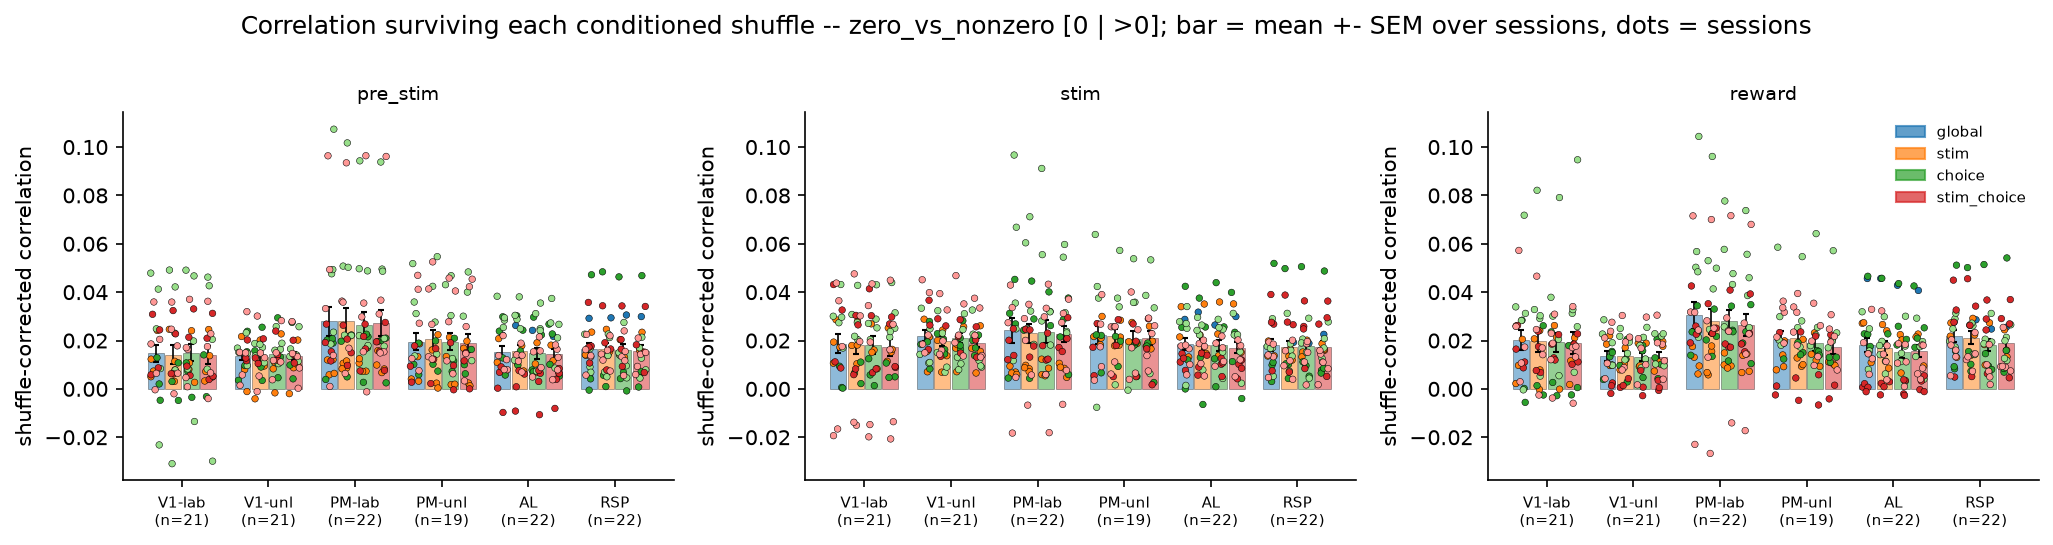 Correlation surviving each conditioned shuffle -- zero_vs_nonzero [0 | >0]; bar = mean +- SEM over sessions, dots = sessions
pre_stim
shuffle-corrected correlation
0.10
0.08
0.06
0.04
0.02
0.00
−0.02
V1-lab
(n=21)
V1-unl
(n=21)
PM-lab
(n=22)
PM-unl
(n=19)
AL
(n=22)
RSP
(n=22)
stim
shuffle-corrected correlation
0.10
0.08
0.06
0.04
0.02
0.00
−0.02
V1-lab
(n=21)
V1-unl
(n=21)
PM-lab
(n=22)
PM-unl
(n=19)
AL
(n=22)
RSP
(n=22)
reward
shuffle-corrected correlation
0.10
0.08
0.06
0.04
0.02
0.00
−0.02
global
stim
choice
stim_choice
V1-lab
(n=21)
V1-unl
(n=21)
PM-lab
(n=22)
PM-unl
(n=19)
AL
(n=22)
RSP
(n=22)